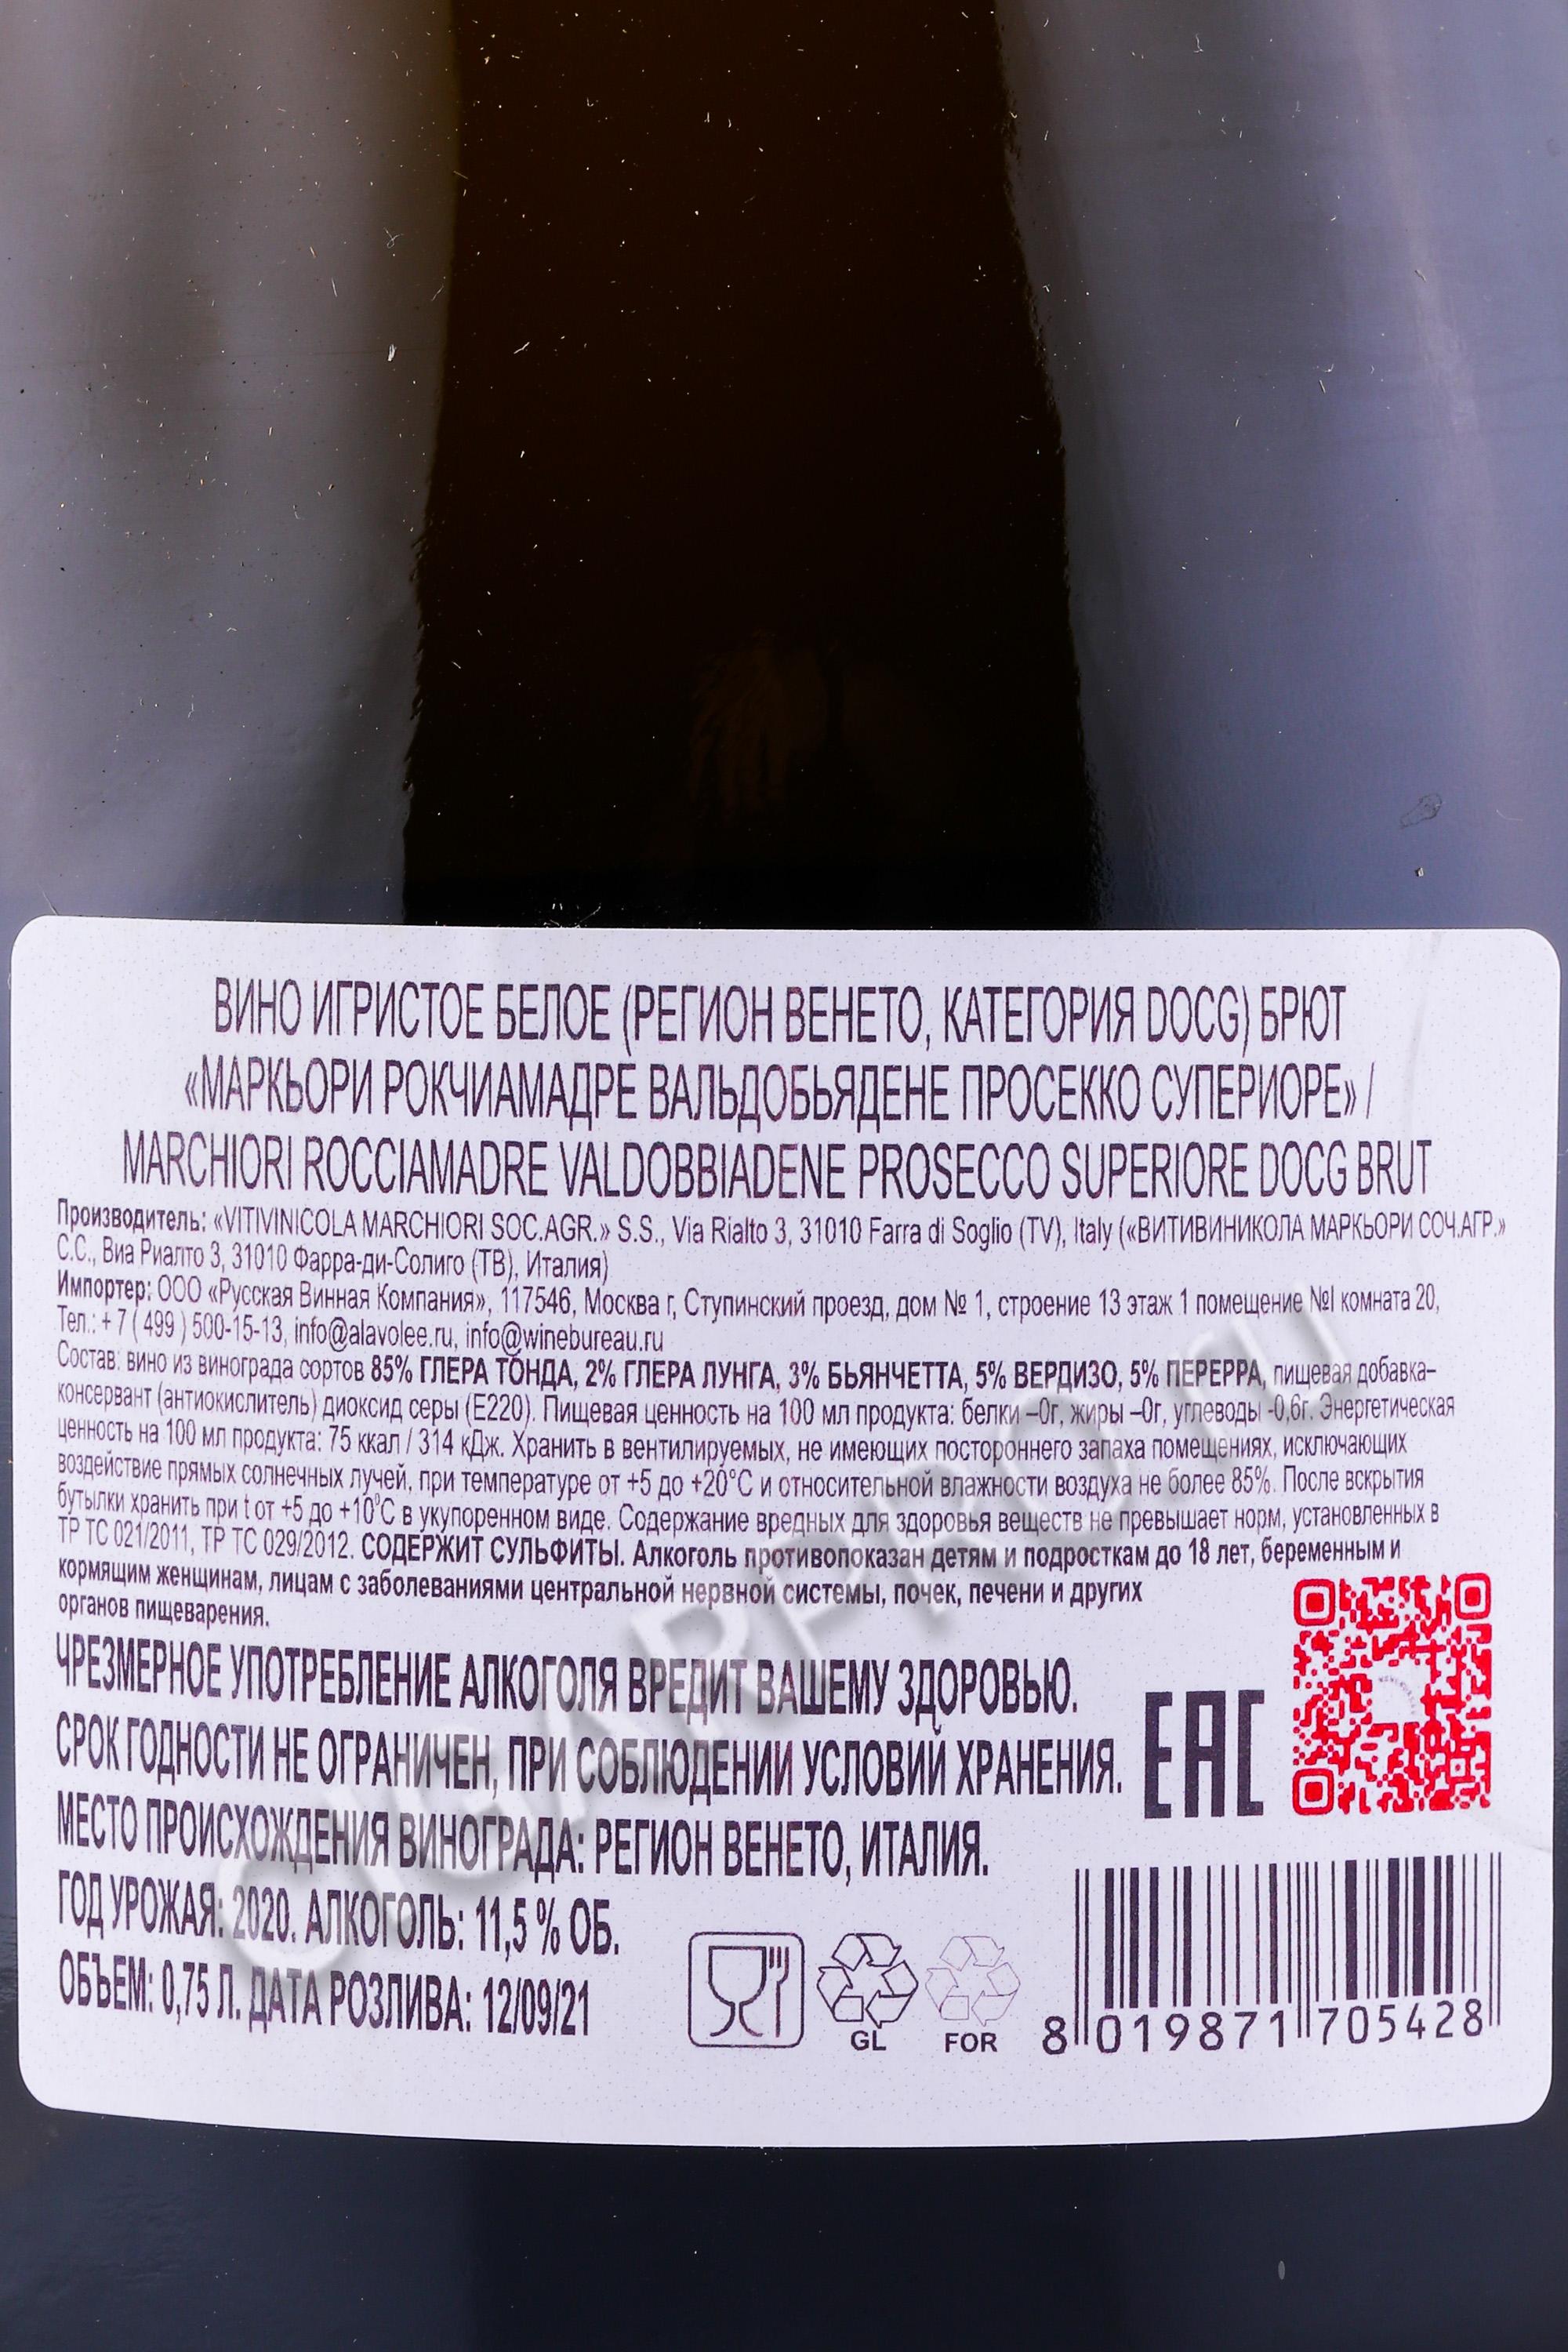 ВИНО ИГРИСТОЕ БЕЛОЕ (РЕГИОН ВЕНЕТО, КАТЕГОРИЯ DOCG) БРЮТ
«МАРКЬОРИ РОКЧИАМАДРЕ ВАЛЬДОБЬЯДЕНЕ ПРОСЕККО СУПЕРИОРЕ» /
MARCHIORI ROCCIAMADRE VALDOBBIADENE PROSECCO SUPERIORE DOCG BRUT
Производитель: «VITIVINICOLA MARCHIORI SOC.AGR.» S.S., Via Rialto 3, 31010 Farra di Soglio (TV), Italy («ВИТИВИНИКОЛА МАРКЬОРИ СОЧ.АГР.»
С.С., Виа Риалто 3, 31010 Фарра-ди-Солиго (ТВ), Италия)
Импортер: ООО «Русская Винная Компания», 117546, Москва г, Ступинский проезд, дом № 1, строение 13 этаж 1 помещение №I комната 20,
Тел.: + 7 ( 499 ) 500-15-13, info@alavolee.ru, info@winebureau.ru
Состав: вино из винограда сортов 85% ГЛЕРА ТОНДА, 2% ГЛЕРА ЛУНГА, 3% БЬЯНЧЕТТА, 5% ВЕРДИЗО, 5% ПЕРЕРРА, пищевая добавка–
консервант (антиокислитель) диоксид серы (Е220). Пищевая ценность на 100 мл продукта: белки –0г, жиры –0г, углеводы -0,6г. Энергетическая
ценность на 100 мл продукта: 75 ккал / 314 кДж. Хранить в вентилируемых, не имеющих постороннего запаха помещениях, исключающих
воздействие прямых солнечных лучей, при температуре от +5 до +20°С и относительной влажности воздуха не более 85%. После вскрытия
бутылки хранить при t от +5 до +10°С в укупоренном виде. Содержание вредных для здоровья веществ не превышает норм, установленных в
ТР ТС 021/2011, ТР ТС 029/2012. СОДЕРЖИТ СУЛЬФИТЫ. Алкоголь противопоказан детям и подросткам до 18 лет, беременным и
кормящим женщинам, лицам с заболеваниями центральной нервной системы, почек, печени и других
органов пищеварения.
ЧРЕЗМЕРНОЕ УПОТРЕБЛЕНИЕ АЛКОГОЛЯ ВРЕДИТ ВАШЕМУ ЗДОРОВЬЮ.
СРОК ГОДНОСТИ НЕ ОГРАНИЧЕН, ПРИ СОБЛЮДЕНИИ УСЛОВИЙ ХРАНЕНИЯ.
EAC
МЕСТО ПРОИСХОЖДЕНИЯ ВИНОГРАДА: РЕГИОН ВЕНЕТО, ИТАЛИЯ.
ГОД УРОЖАЯ: 2020. АЛКОГОЛЬ: 11,5 % ОБ.
ОБЪЕМ: 0,75 Л. ДАТА РОЗЛИВА: 12/09/21
GL
FOR
8 019871 705428
CIGARPRO.ru